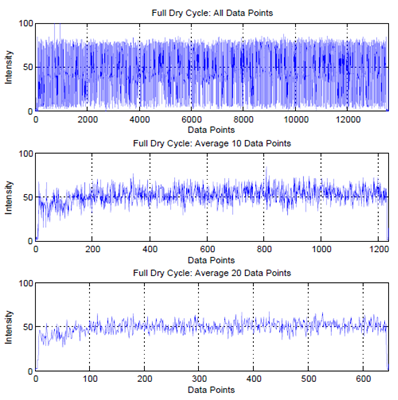 Full Dry Cycle: All Data Points
100
50
0
Intensity
0 2000 4000 6000 8000 10000 12000
Data Points
Full Dry Cycle: Average 10 Data Points
100
50
0
Intensity
0 200 400 600 800 1000 1200
Data Points
Full Dry Cycle: Average 20 Data Points
100
50
0
Intensity
0 100 200 300 400 500 600
Data Points